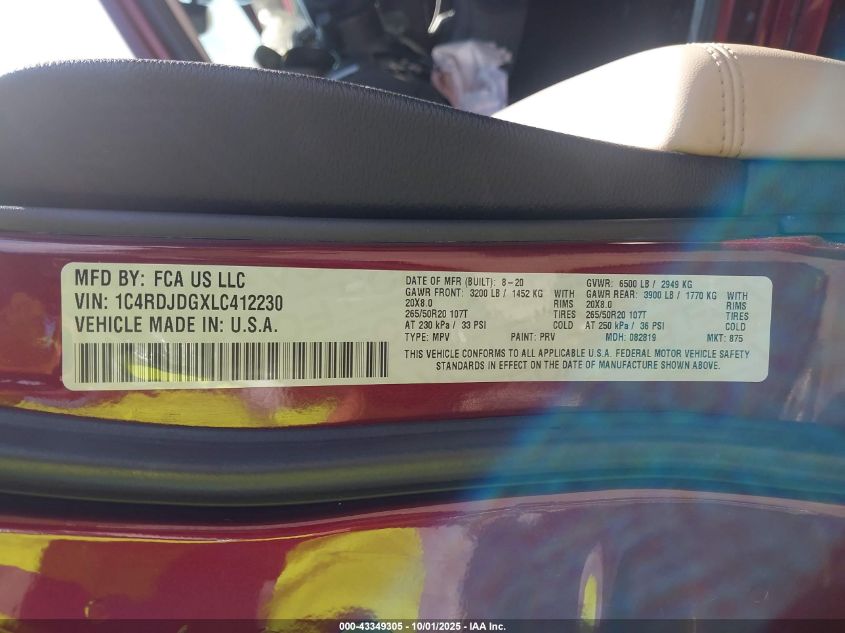 MFD BY: FCA US LLC
VIN: 1C4RDJDGXLC412230
VEHICLE MADE IN: U.S.A.
DATE OF MFR (BUILT): 8-20 GVWR: 6500 LB / 2949 KG
GAWR FRONT: 3200 LB / 1452 KG WITH GAWR REAR: 3900 LB / 1770 KG WITH
20X8.0 RIMS 20X8.0 RIMS
265/50R20 107T TIRES 265/50R20 107T TIRES
AT 230 kPa / 33 PSI COLD AT 250 kPa / 36 PSI COLD
TYPE: MPV PAINT: PRV MDH: 082819 MKT: 875
THIS VEHICLE CONFORMS TO ALL APPLICABLE U.S.A. FEDERAL MOTOR VEHICLE SAFETY
STANDARDS IN EFFECT ON THE DATE OF MANUFACTURE SHOWN ABOVE.
000-43349305 - 10/01/2025 - IAA Inc.